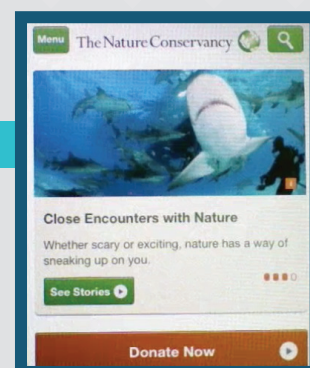 Menu The Nature Conservancy
Close Encounters with Nature
Whether scary or exciting, nature has a way of
sneaking up on you.
See Stories
Donate Now